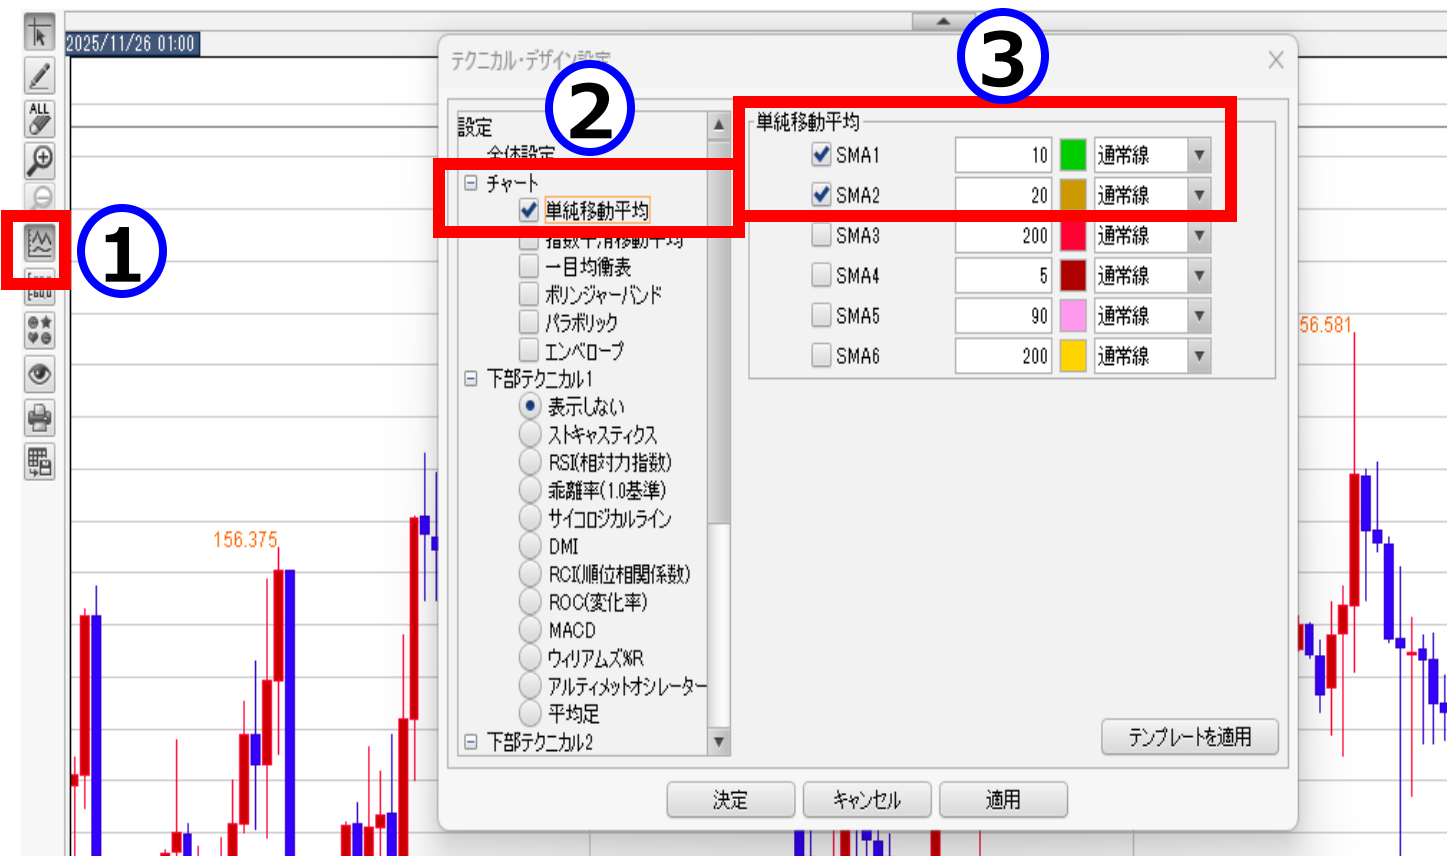 2025/11/26 01:00
ALL
①
②
③
テクニカル・デザイン設定
設定
全体設定
チャート
単純移動平均
指数平滑移動平均
一目均衡表
ボリンジャーバンド
パラボリック
エンベロープ
下部テクニカル1
表示しない
ストキャスティクス
RSI(相対力指数)
乖離率(1.0基準)
サイコロジカルライン
DMI
RCI(順位相関係数)
ROC(変化率)
MACD
ウィリアムズ%R
アルティメットオシレーター
平均足
下部テクニカル2
単純移動平均
SMA1 10 通常線
SMA2 20 通常線
SMA3 200 通常線
SMA4 5 通常線
SMA5 90 通常線
SMA6 200 通常線
テンプレートを適用
決定 キャンセル 適用
156.375
56.581